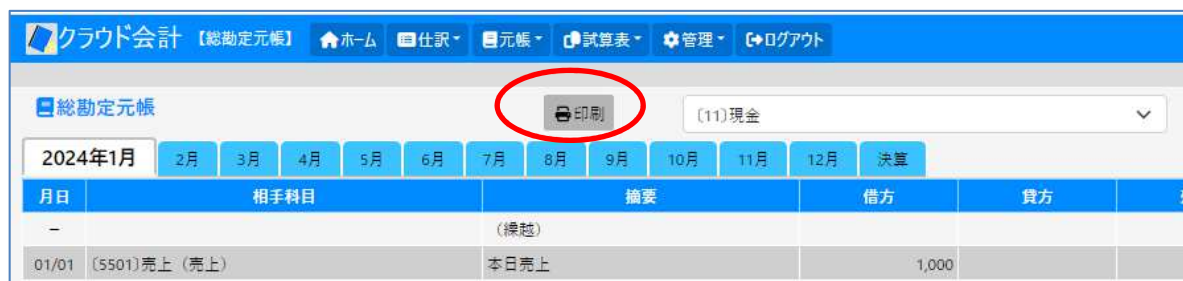 クラウド会計 【総勘定元帳】 ホーム 仕訳 元帳 試算表 管理 ログアウト
総勘定元帳 印刷 〔11〕現金
2024年1月 2月 3月 4月 5月 6月 7月 8月 9月 10月 11月 12月 決算
月日 相手科目 摘要 借方 貸方
− （繰越）
01/01 〔5501〕売上（売上） 本日売上 1,000